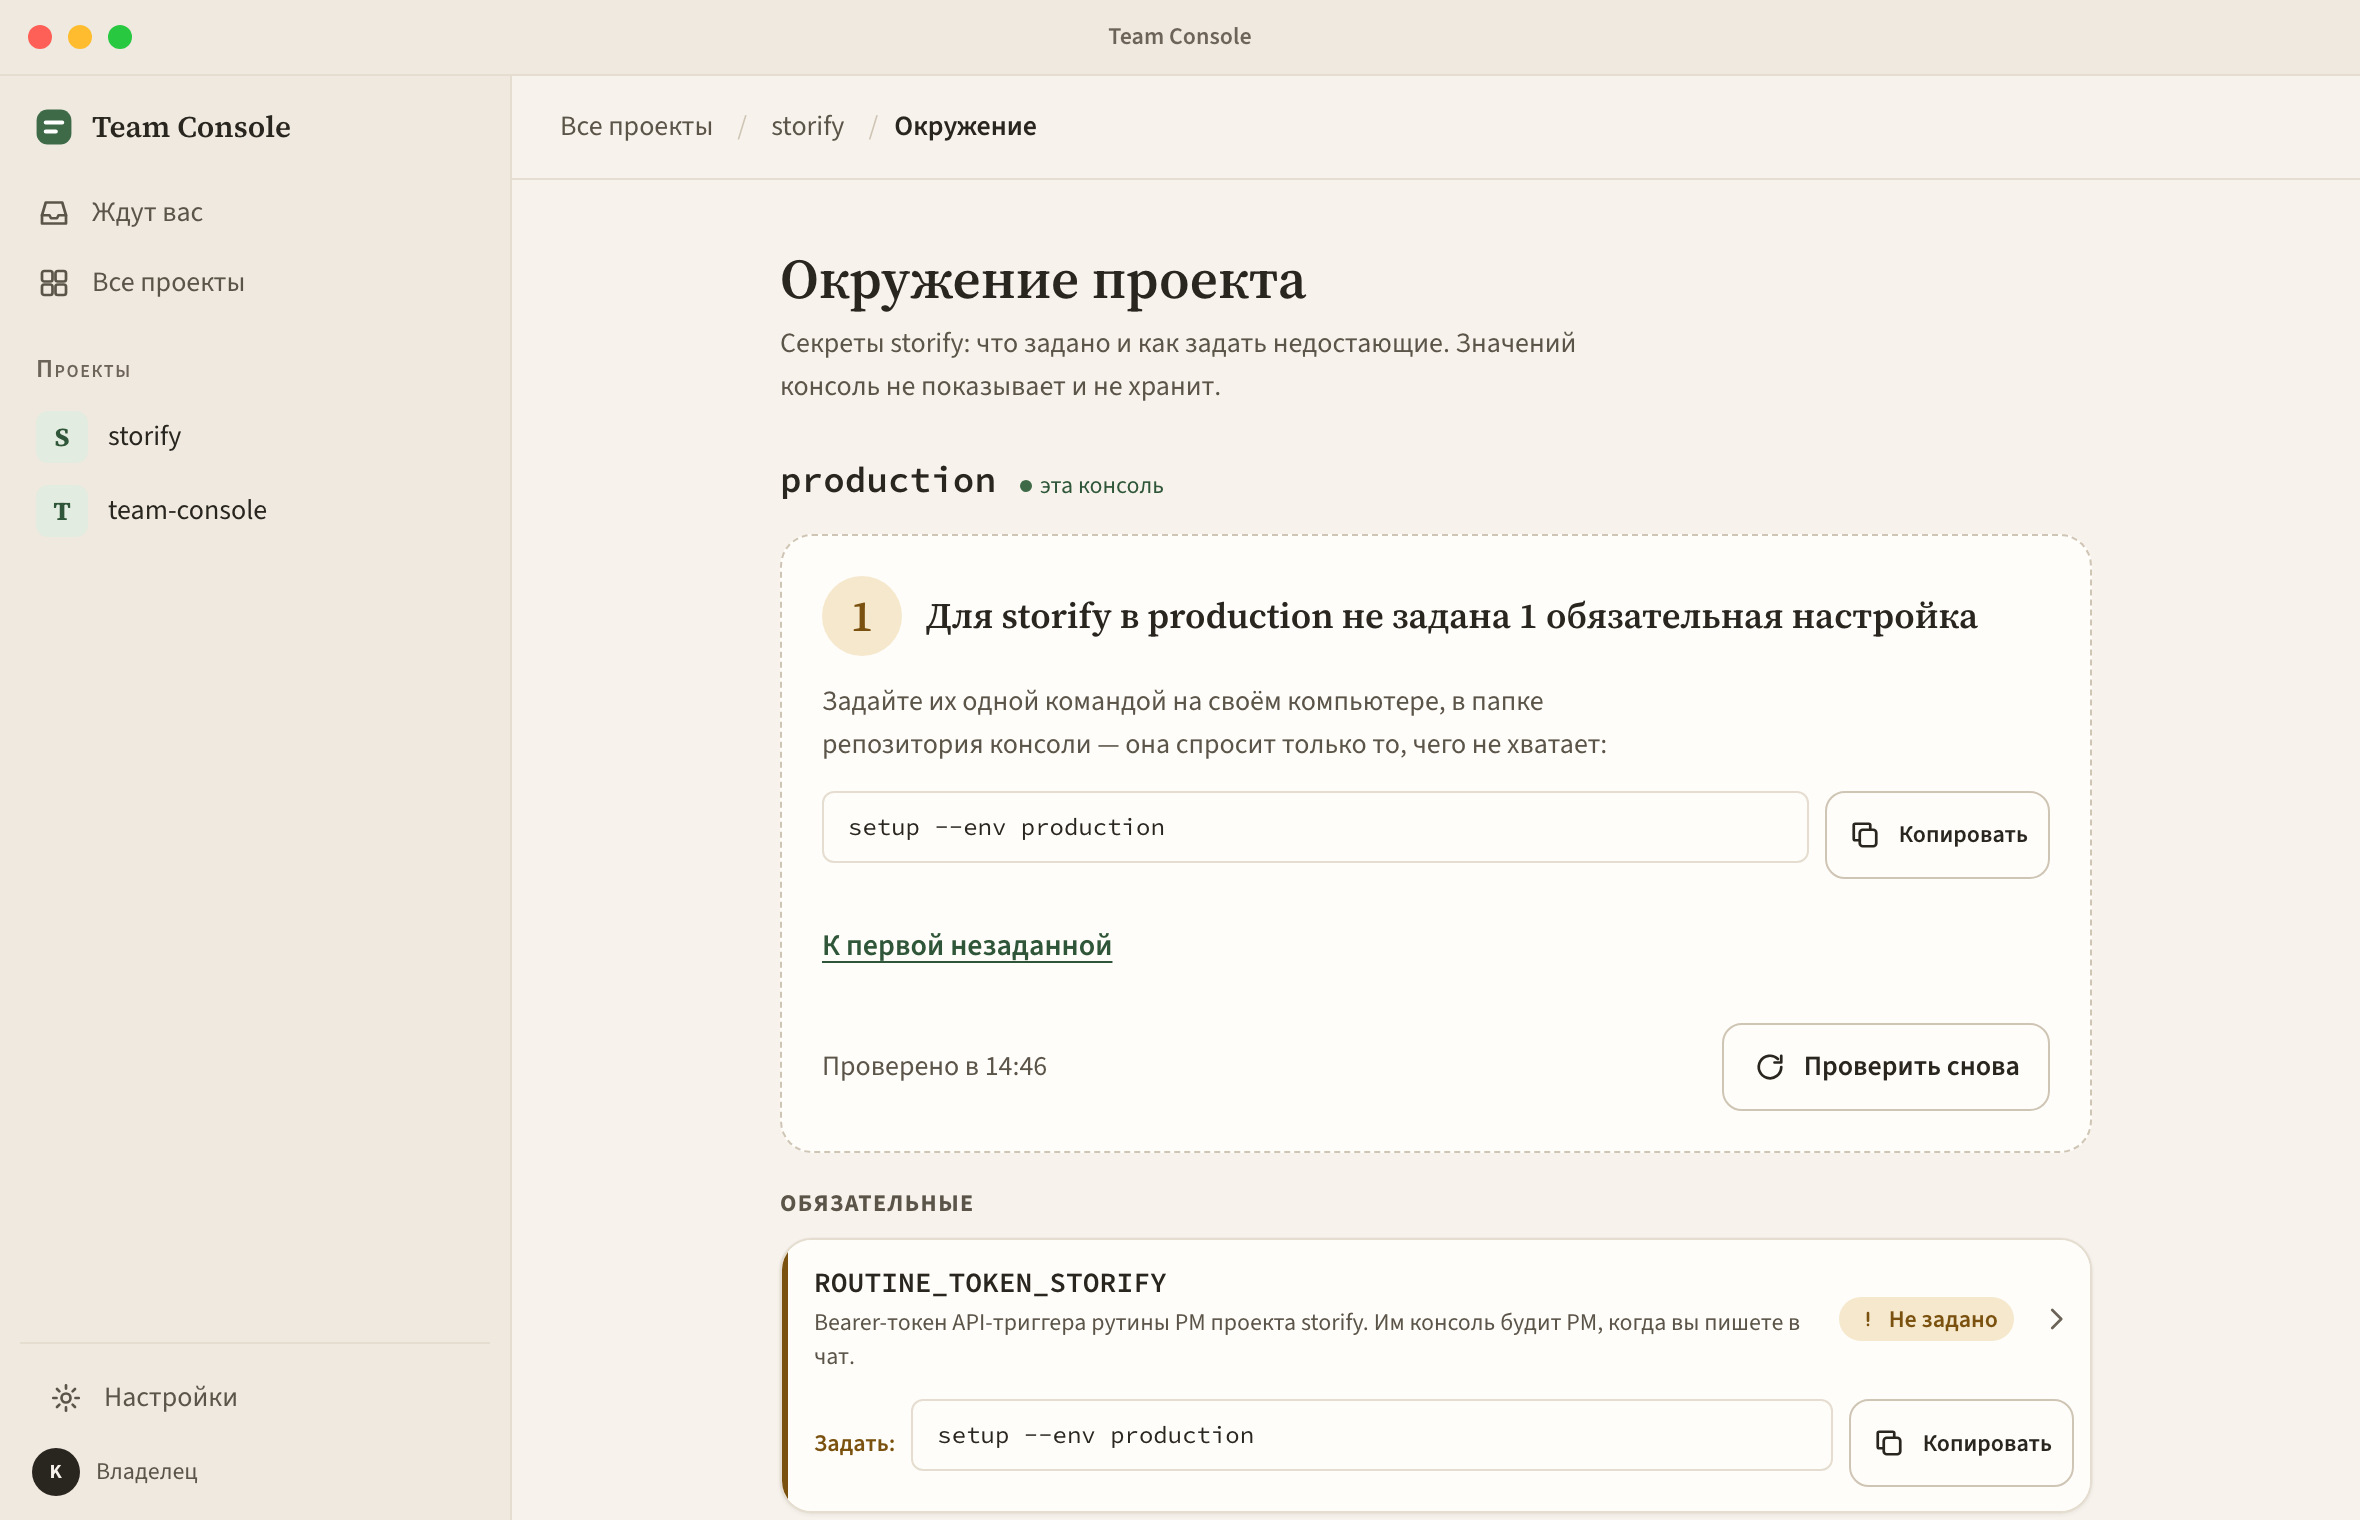 Team Console
Team Console
Ждут вас
Все проекты
Проекты
S storify
T team-console
Настройки
K Владелец
Все проекты / storify / Окружение
Окружение проекта
Секреты storify: что задано и как задать недостающие. Значений
консоль не показывает и не хранит.
production эта консоль
1 Для storify в production не задана 1 обязательная настройка
Задайте их одной командой на своём компьютере, в папке
репозитория консоли — она спросит только то, чего не хватает:
setup --env production Копировать
К первой незаданной
Проверено в 14:46 Проверить снова
ОБЯЗАТЕЛЬНЫЕ
ROUTINE_TOKEN_STORIFY
Bearer-токен API-триггера рутины PM проекта storify. Им консоль будит PM, когда вы пишете в
чат.
! Не задано
Задать: setup --env production Копировать